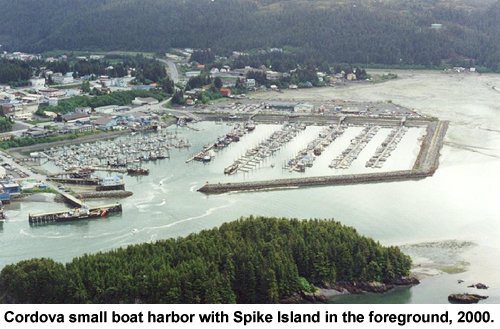 Cordova small boat harbor with Spike Island in the foreground, 2000.